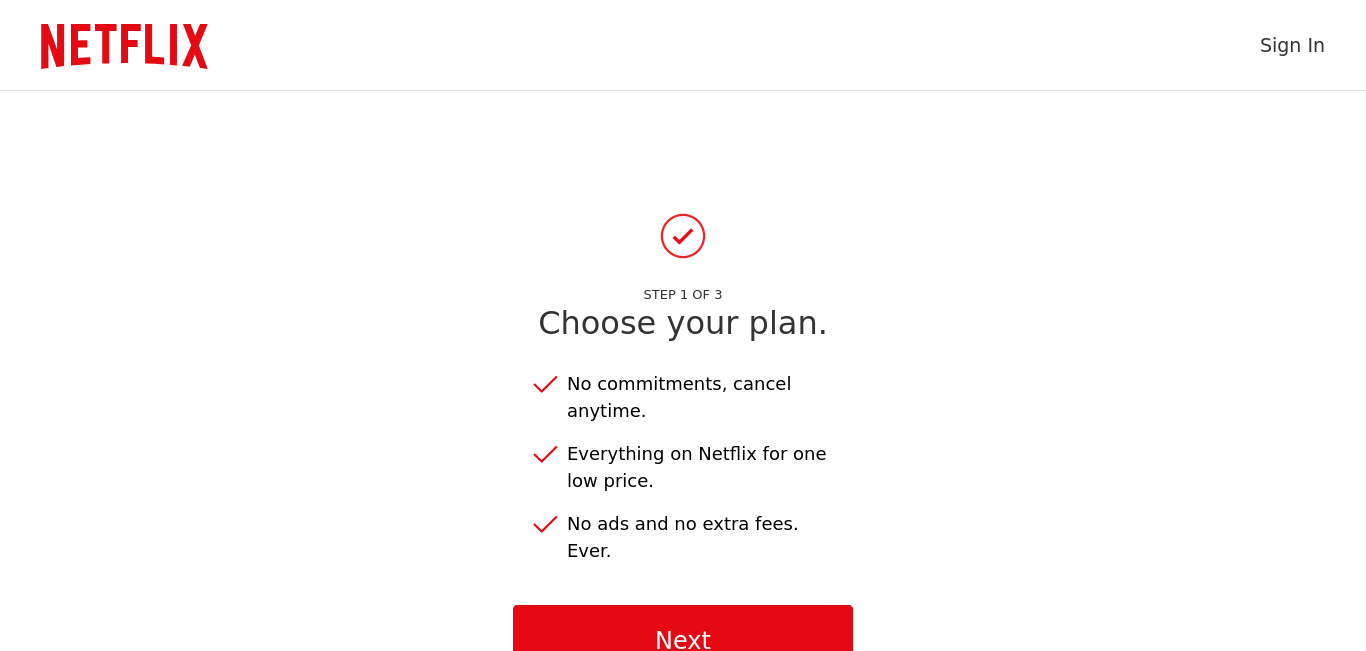 NETFLIX
Sign In
STEP 1 OF 3
Choose your plan.
No commitments, cancel
anytime.
Everything on Netflix for one
low price.
No ads and no extra fees.
Ever.
Next